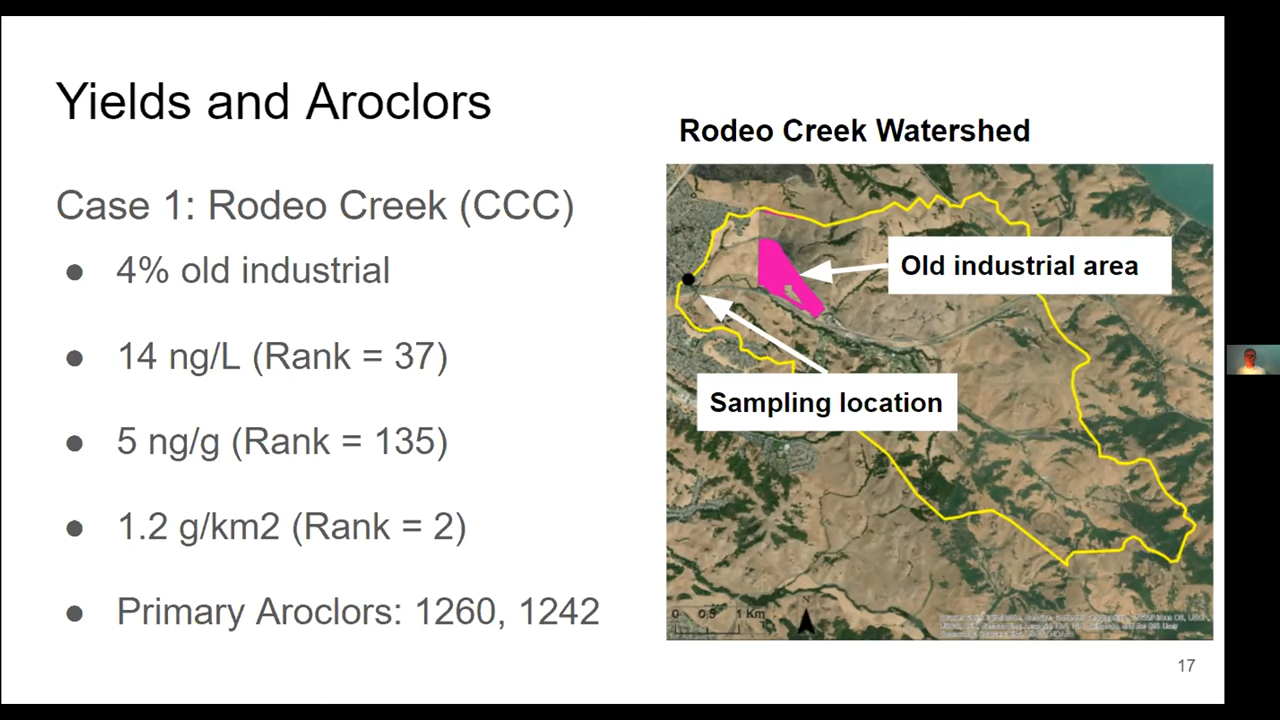 Yields and Aroclors
Case 1: Rodeo Creek (CCC)
● 4% old industrial
● 14 ng/L (Rank = 37)
● 5 ng/g (Rank = 135)
● 1.2 g/km2 (Rank = 2)
● Primary Aroclors: 1260, 1242
Rodeo Creek Watershed
Old industrial area
Sampling location
0 0.5 1 Km
N
17